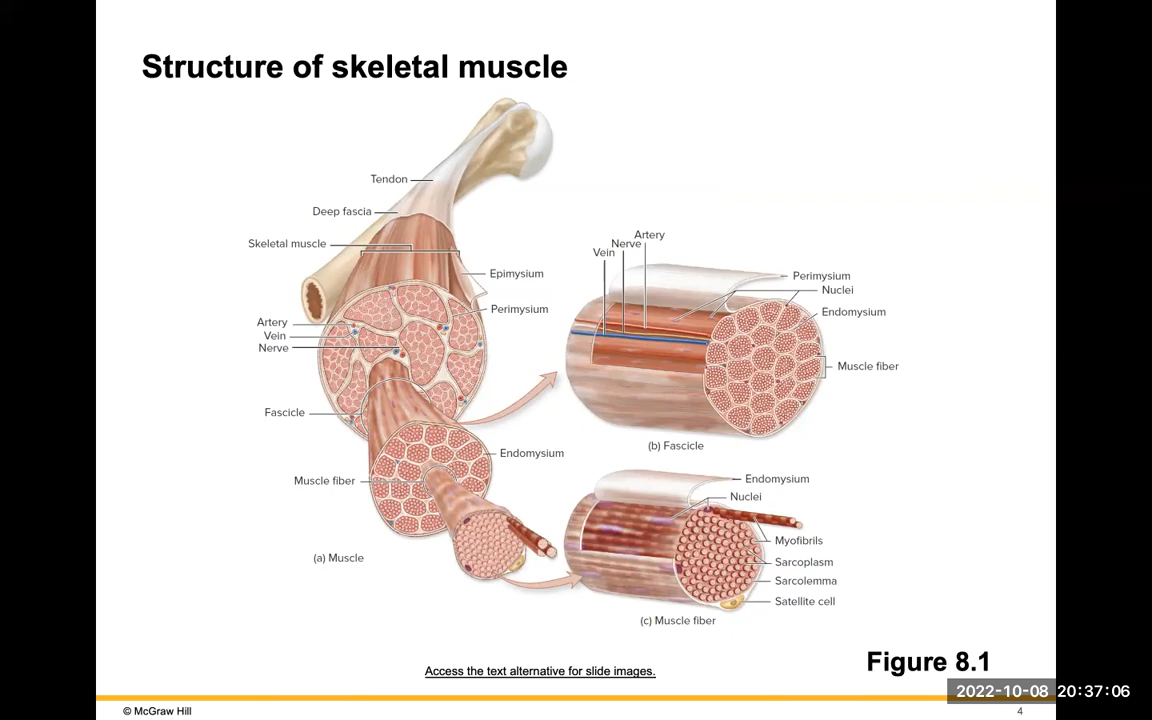 Structure of skeletal muscle
Tendon
Deep fascia
Skeletal muscle
Epimysium
Perimysium
Artery
Vein
Nerve
Fascicle
Endomysium
Muscle fiber
(a) Muscle
Artery
Nerve
Vein
Perimysium
Nuclei
Endomysium
Muscle fiber
(b) Fascicle
Endomysium
Nuclei
Myofibrils
Sarcoplasm
Sarcolemma
Satellite cell
(c) Muscle fiber
Figure 8.1
Access the text alternative for slide images.
2022-10-08 20:37:06
© McGraw Hill
4